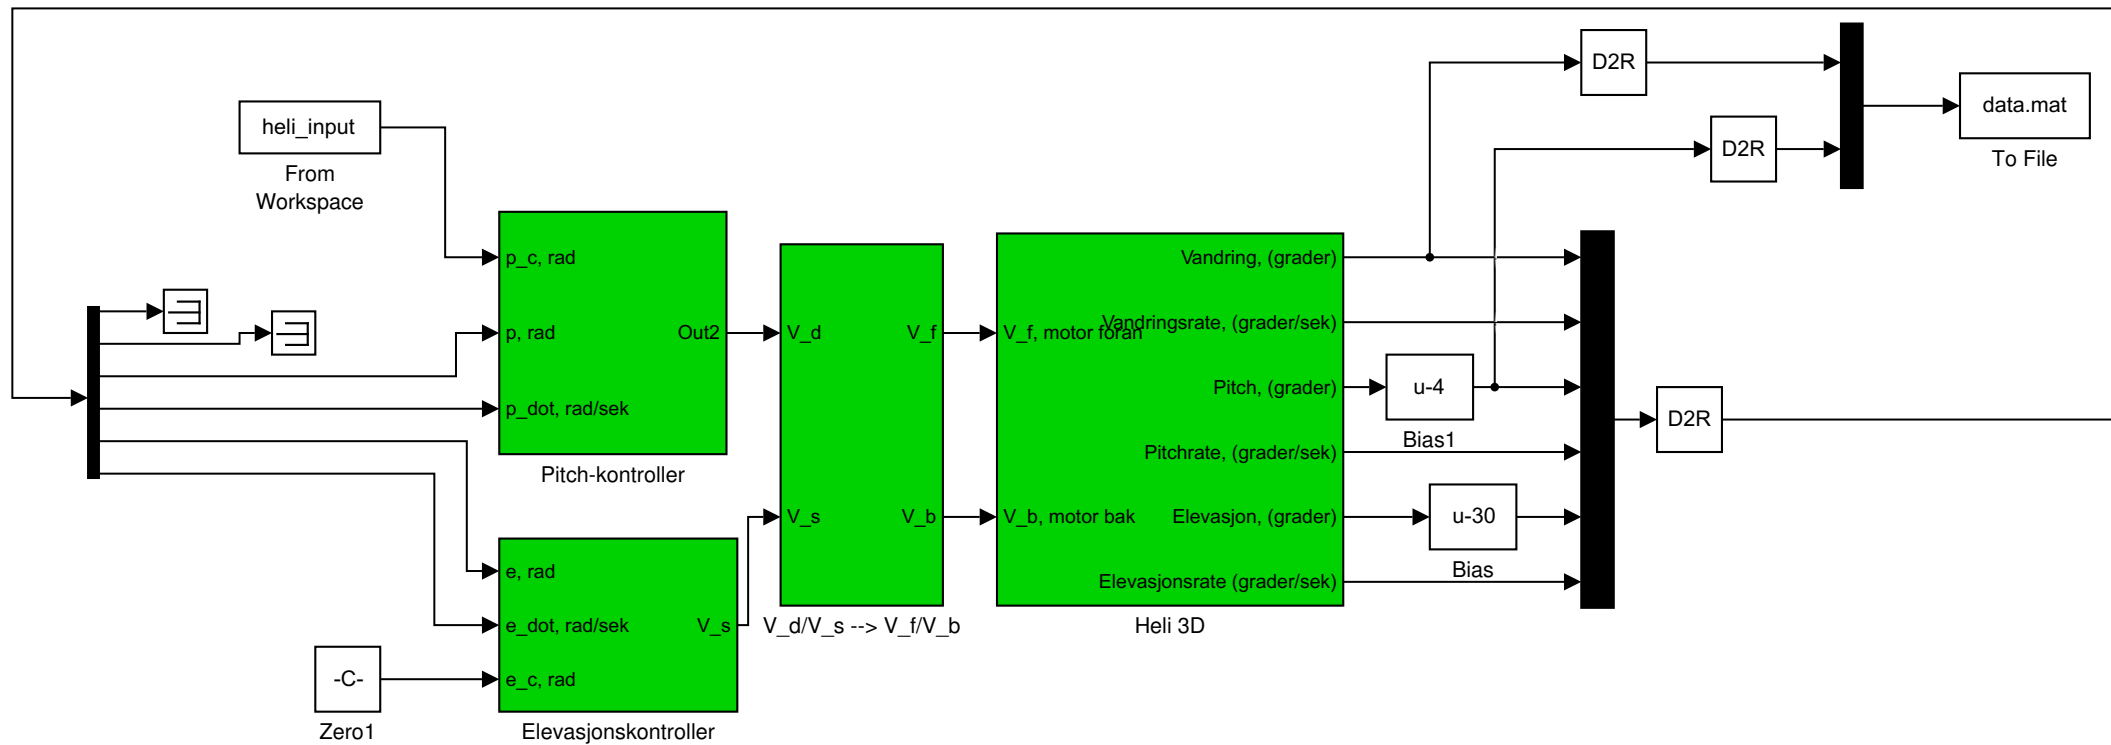 D2R
data.mat
To File
D2R
heli_input
From
Workspace
p_c, rad
p, rad
Out2
p_dot, rad/sek
Pitch-kontroller
V_d
V_f
V_s
V_b
V_d/V_s --> V_f/V_b
V_f, motor foran
V_b, motor bak
Vandring, (grader)
Vandringsrate, (grader/sek)
Pitch, (grader)
Pitchrate, (grader/sek)
Elevasjon, (grader)
Elevasjonsrate (grader/sek)
Heli 3D
u-4
Bias1
u-30
Bias
D2R
e, rad
e_dot, rad/sek
V_s
e_c, rad
Elevasjonskontroller
-C-
Zero1